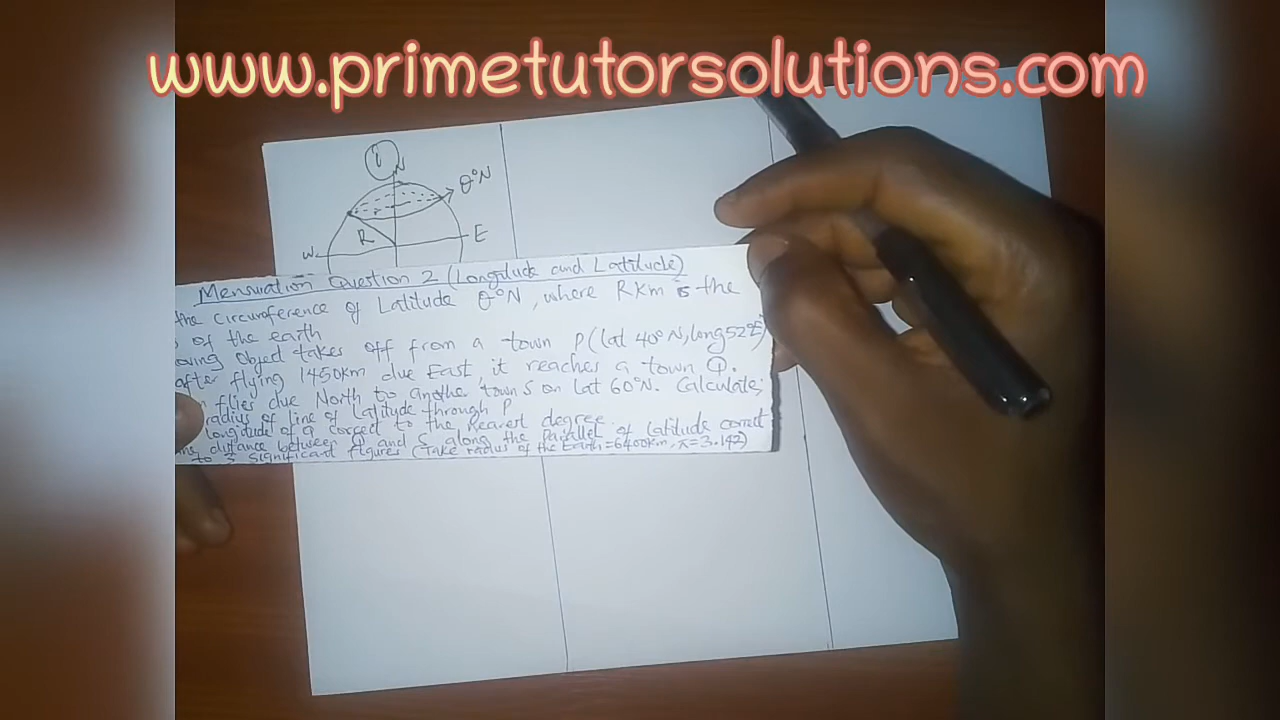 www.primetutorsolutions.com
1
N
θ°N
R
W
E
Mensuration Question 2 (Longitude and Latitude)
the circumference of Latitude θ°N, where R Km is the
of the earth
oving object takes off from a town P (lat 40°N, long 52°E)
after flying 1450km due East it reaches a town Q.
flies due North to another town S on lat 60°N. Calculate;
radius of line of Latitude through P
longitude of Q correct to the nearest degree.
distance between Q and S along the parallel of latitude correct
to 3 significant figures (Take radius of the Earth = 6400km, π = 3.142)